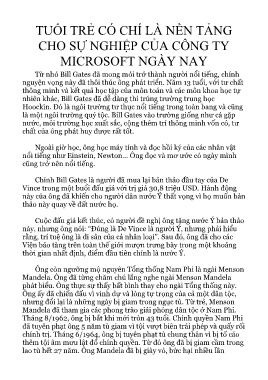 TUỔI TRẺ CÓ CHÍ LÀ NỀN TẢNG
CHO SỰ NGHIỆP CỦA CÔNG TY
MICROSOFT NGÀY NAY
Từ nhỏ Bill Gates đã mong mỏi trở thành người nổi tiếng, chính
nguyện vọng này đã thôi thúc ông phát triển. Năm 13 tuổi, với tư chất
thông minh và kết quả học tập của môn toán và các môn khoa học tự
nhiên khác, Bill Gates đã dễ dàng thi trúng trường trung học
Hoockin. Đó là ngôi trường tư thục nổi tiếng trong toàn bang và cũng
là một ngôi trường quý tộc. Bill Gates vào trường giống như cá gặp
nước, môi trường học xuất sắc, cộng thêm trí thông minh vốn có, tư
chất của ông phát huy được rất tốt.
Ngoài giờ học, ông học máy tính và đọc hồi ký của các nhân vật
nổi tiếng như Einstein, Newton... Ông đọc và mơ ước có ngày mình
cũng trở nên nổi tiếng.
Chính Bill Gates là người đã mua lại bản thảo đầu tay của De
Vince trong một buổi đấu giá với trị giá 30,8 triệu USD. Hành động
này của ông đã khiến cho người dân nước Ý thất vọng vì họ muốn bản
thảo này quay về đất nước họ.
Cuộc đấu giá kết thúc, có người đề nghị ông tặng nước Ý bản thảo
này, nhưng ông nói: “Đúng là De Vince là người Ý, nhưng phải hiểu
rằng, trí tuệ ông là di sản của cả nhân loại”. Sau đó, ông đã cho các
Viện bảo tàng trên toàn thế giới mượn trưng bày trong một khoảng
thời gian nhất định, điểm đầu tiên chính là nước Ý.
Ông còn ngưỡng mộ nguyên Tổng thống Nam Phi là ngài Menson
Mandela. Ông đã từng chăm chú lắng nghe ngài Menson Mandela
phát biểu. Ông thực sự thấy bất bình thay cho ngài Tổng thống này.
Ông ấy đã chiến đấu vì vinh dự và lòng tự trọng của cả một dân tộc,
nhưng đổi lại là những ngày bị giam trong ngục tù. Từ trẻ, Menson
Mandela đã tham gia các phong trào giải phóng dân tộc ở Nam Phi.
Tháng 8/1962, ông bị bắt khi mới tròn 43 tuổi. Chính quyền Nam Phi
đã tuyên phạt ông 5 năm tù giam vì tội vượt biên trái phép và quấy rối
chính trị. Tháng 6/1964, ông bị tuyên phạt tù chung thân vì bị tố cáo
thêm tội âm mưu lật đổ chính quyền. Từ đó ông đã bị giam cầm trong
lao tù hết 27 năm. Ông Mandela đã bị giày vò, bức hại nhiều lần